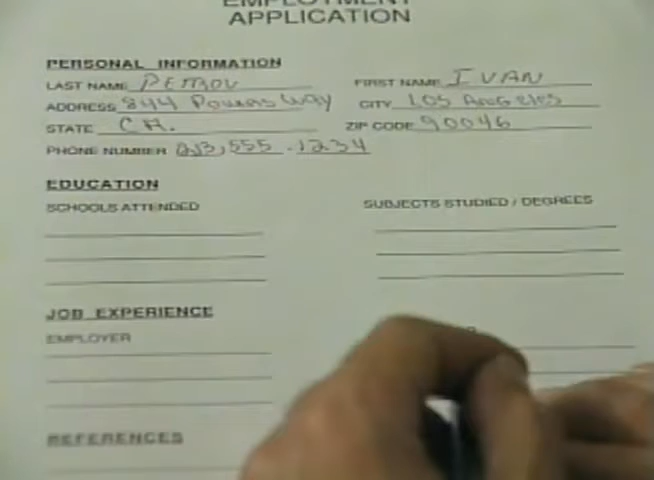 EMPLOYMENT
APPLICATION
PERSONAL INFORMATION
LAST NAME PETROV FIRST NAME IVAN
ADDRESS 844 Powers Way CITY LOS ANGELES
STATE CA. ZIP CODE 90046
PHONE NUMBER 213,555.1234
EDUCATION
SCHOOLS ATTENDED SUBJECTS STUDIED / DEGREES
JOB EXPERIENCE
EMPLOYER
REFERENCES